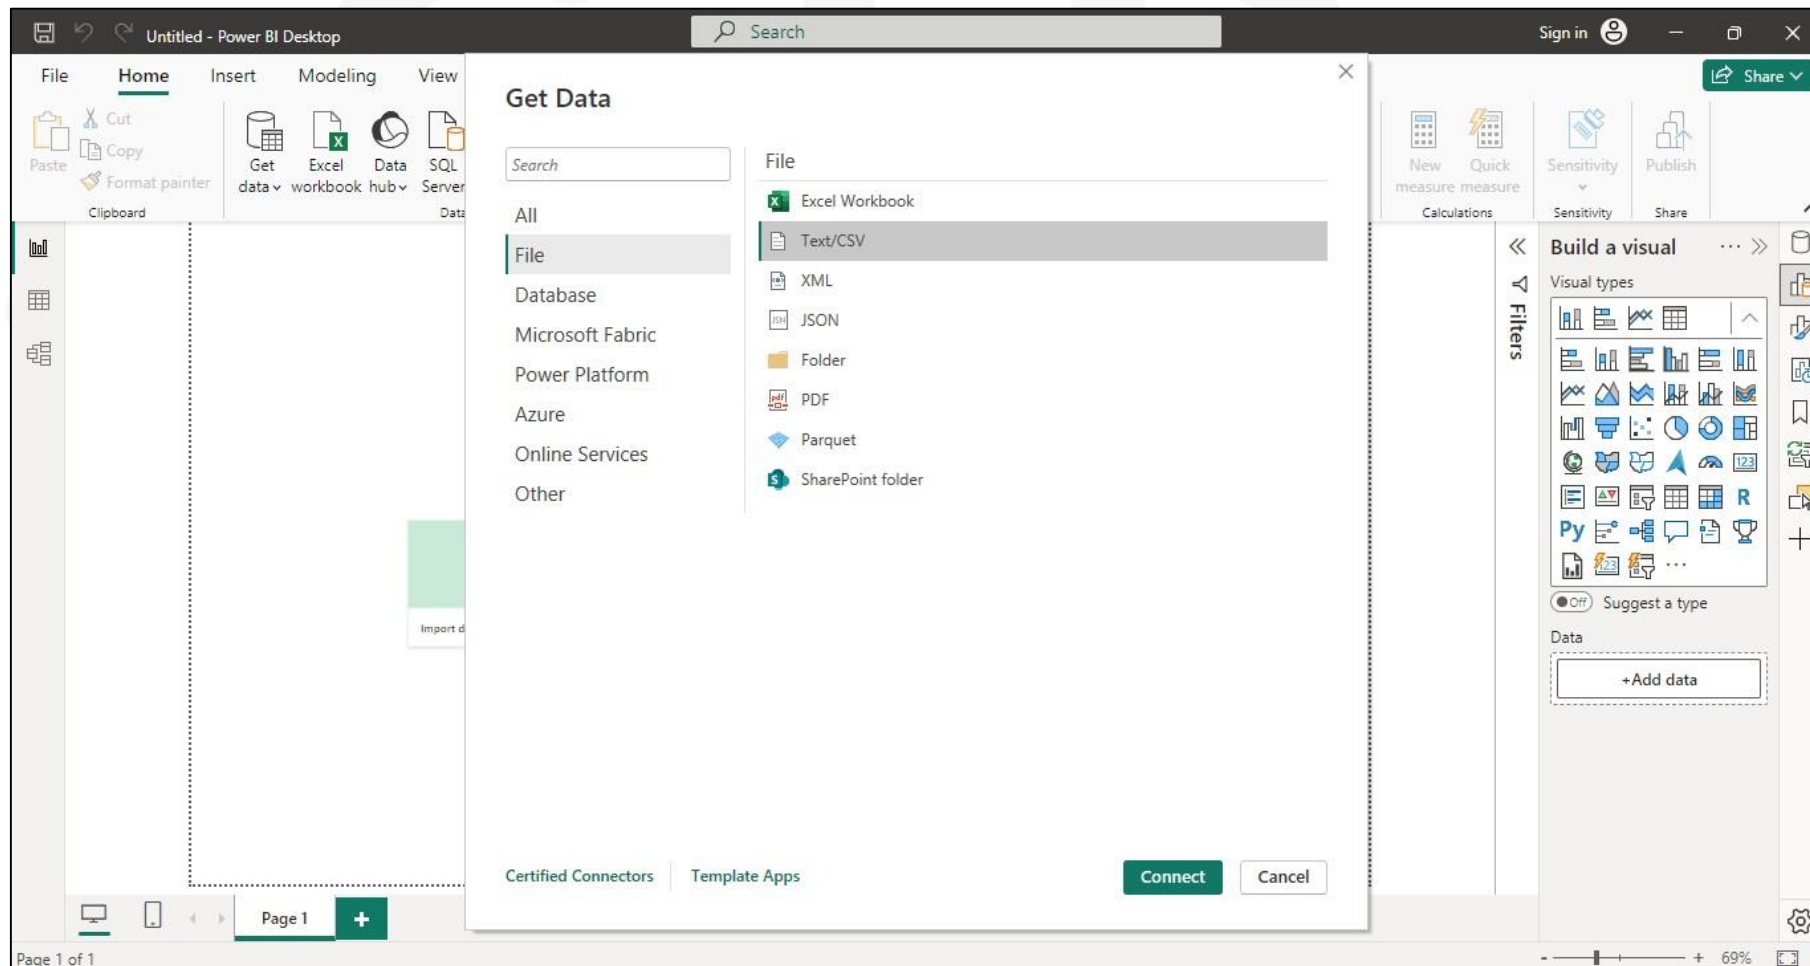 Untitled - Power BI Desktop
Search
Sign in
File Home Insert Modeling View
Share
Paste
Cut
Copy
Format painter
Clipboard
Get data
Excel workbook
Data hub
SQL Server
Data
New measure
Quick measure
Calculations
Sensitivity
Sensitivity
Publish
Share
Get Data
Search
All
File
Database
Microsoft Fabric
Power Platform
Azure
Online Services
Other
File
Excel Workbook
Text/CSV
XML
JSON
Folder
PDF
Parquet
SharePoint folder
Certified Connectors
Template Apps
Connect
Cancel
Import d
Filters
Build a visual
Visual types
123
R
Py
123
Off Suggest a type
Data
+Add data
Page 1
Page 1 of 1
- + 69%